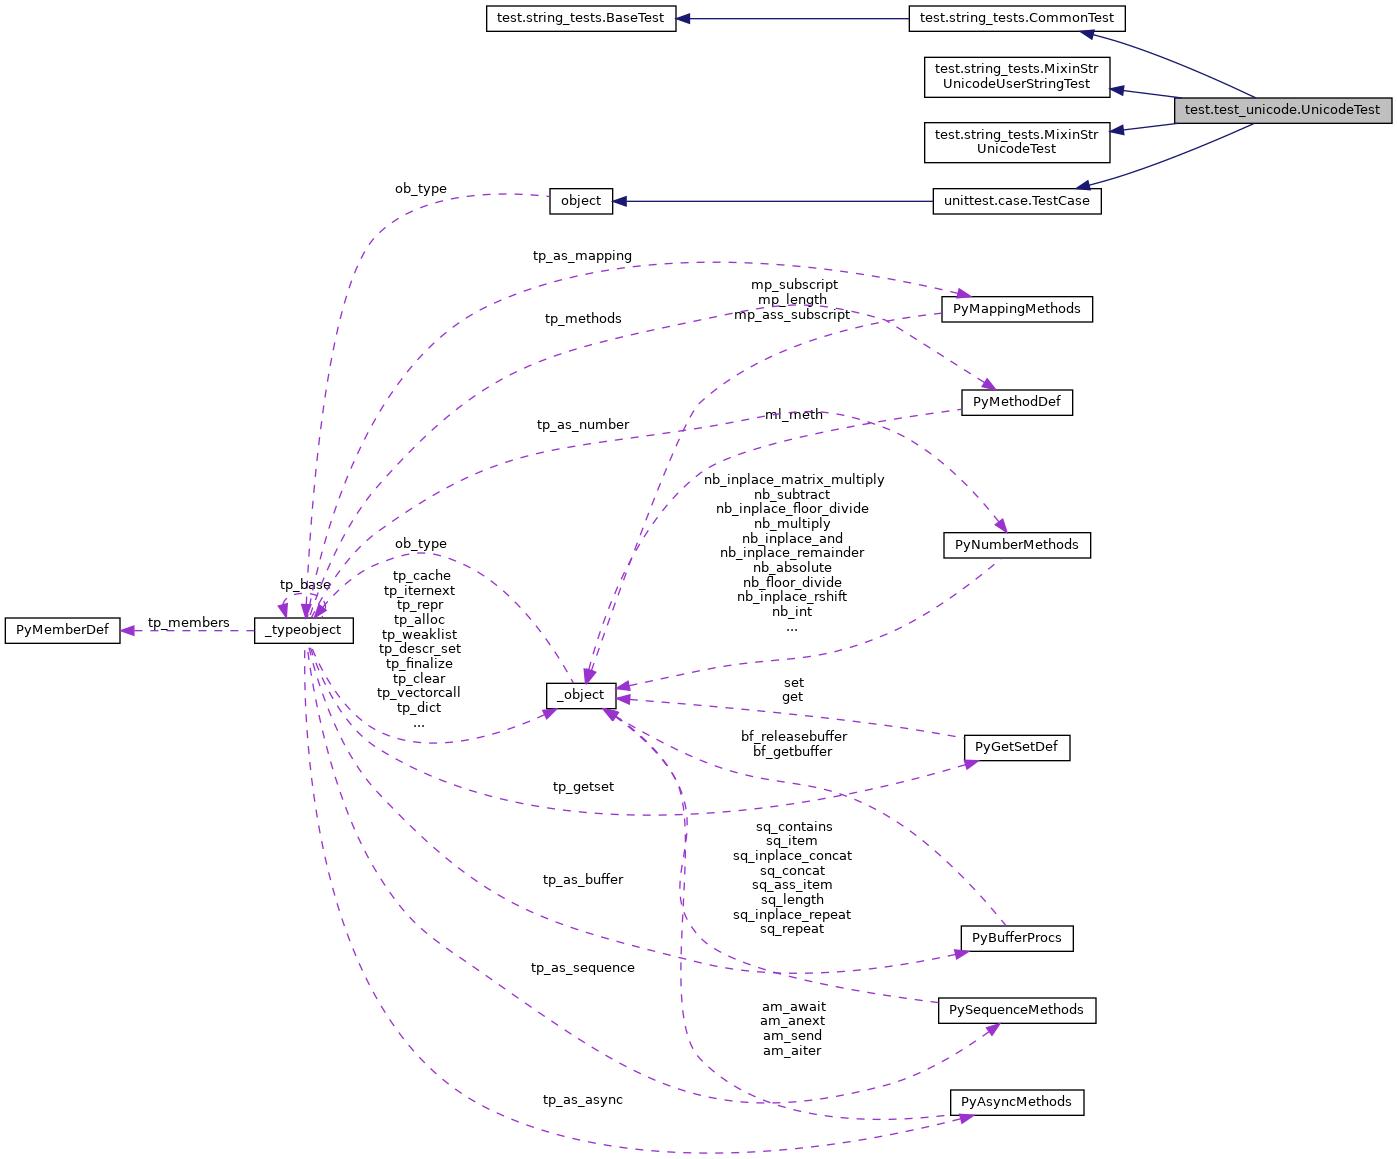 test.string_tests.BaseTest
test.string_tests.CommonTest
test.string_tests.MixinStr
UnicodeUserStringTest
test.test_unicode.UnicodeTest
test.string_tests.MixinStr
UnicodeTest
ob_type
object
unittest.case.TestCase
tp_as_mapping
mp_subscript
mp_length
mp_ass_subscript
PyMappingMethods
tp_methods
PyMethodDef
ml_meth
tp_as_number
nb_inplace_matrix_multiply
nb_subtract
nb_inplace_floor_divide
nb_multiply
nb_inplace_and
nb_inplace_remainder
nb_absolute
nb_floor_divide
nb_inplace_rshift
nb_int
...
PyNumberMethods
ob_type
tp_base
tp_cache
tp_iternext
tp_repr
tp_alloc
tp_weaklist
tp_descr_set
tp_finalize
tp_clear
tp_vectorcall
tp_dict
...
PyMemberDef
tp_members
_typeobject
_object
set
get
PyGetSetDef
bf_releasebuffer
bf_getbuffer
tp_getset
sq_contains
sq_item
sq_inplace_concat
sq_concat
sq_ass_item
sq_length
sq_inplace_repeat
sq_repeat
tp_as_buffer
PyBufferProcs
tp_as_sequence
PySequenceMethods
am_await
am_anext
am_send
am_aiter
tp_as_async
PyAsyncMethods